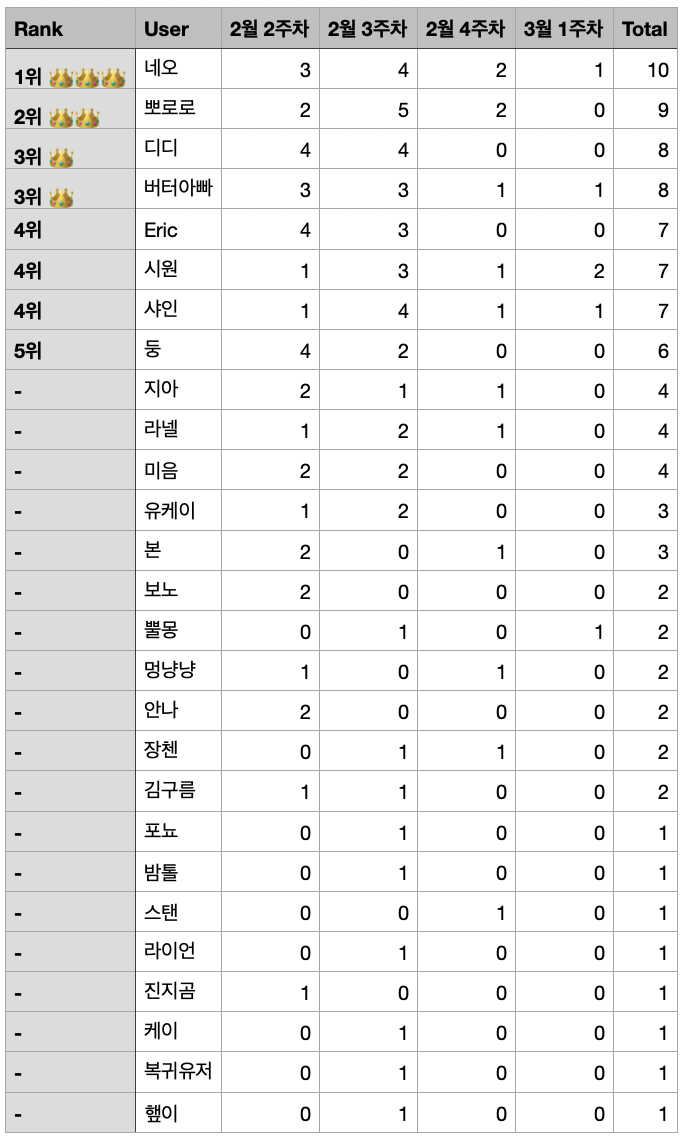 Rank User 2월 2주차 2월 3주차 2월 4주차 3월 1주차 Total
1위 👑👑👑 네오 3 4 2 1 10
2위 👑👑 뽀로로 2 5 2 0 9
3위 👑 디디 4 4 0 0 8
3위 👑 버터아빠 3 3 1 1 8
4위 Eric 4 3 0 0 7
4위 시원 1 3 1 2 7
4위 샤인 1 4 1 1 7
5위 둥 4 2 0 0 6
- 지아 2 1 1 0 4
- 라넬 1 2 1 0 4
- 미음 2 2 0 0 4
- 유케이 1 2 0 0 3
- 본 2 0 1 0 3
- 보노 2 0 0 0 2
- 뿔몽 0 1 0 1 2
- 멍냥냥 1 0 1 0 2
- 안나 2 0 0 0 2
- 장첸 0 1 1 0 2
- 김구름 1 1 0 0 2
- 포뇨 0 1 0 0 1
- 밤톨 0 1 0 0 1
- 스탠 0 0 1 0 1
- 라이언 0 1 0 0 1
- 진지곰 1 0 0 0 1
- 케이 0 1 0 0 1
- 복귀유저 0 1 0 0 1
- 햎이 0 1 0 0 1